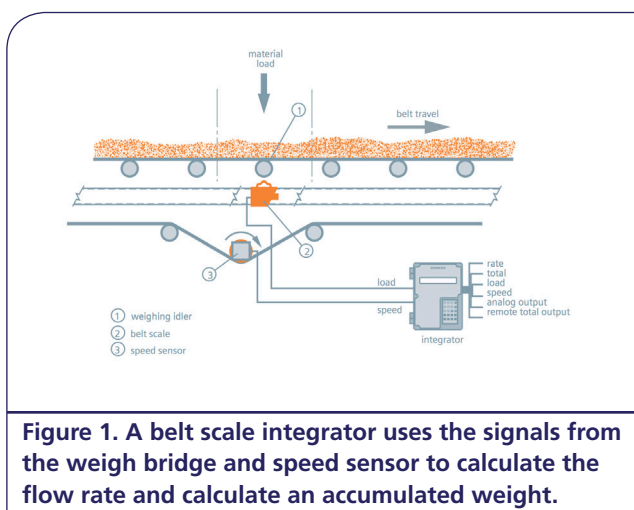 material
load
1
belt travel
2
3
load
speed
rate
total
load
speed
analog output
remote total output
integrator
1 weighing idler
2 belt scale
3 speed sensor
Figure 1. A belt scale integrator uses the signals from
the weigh bridge and speed sensor to calculate the
flow rate and calculate an accumulated weight.